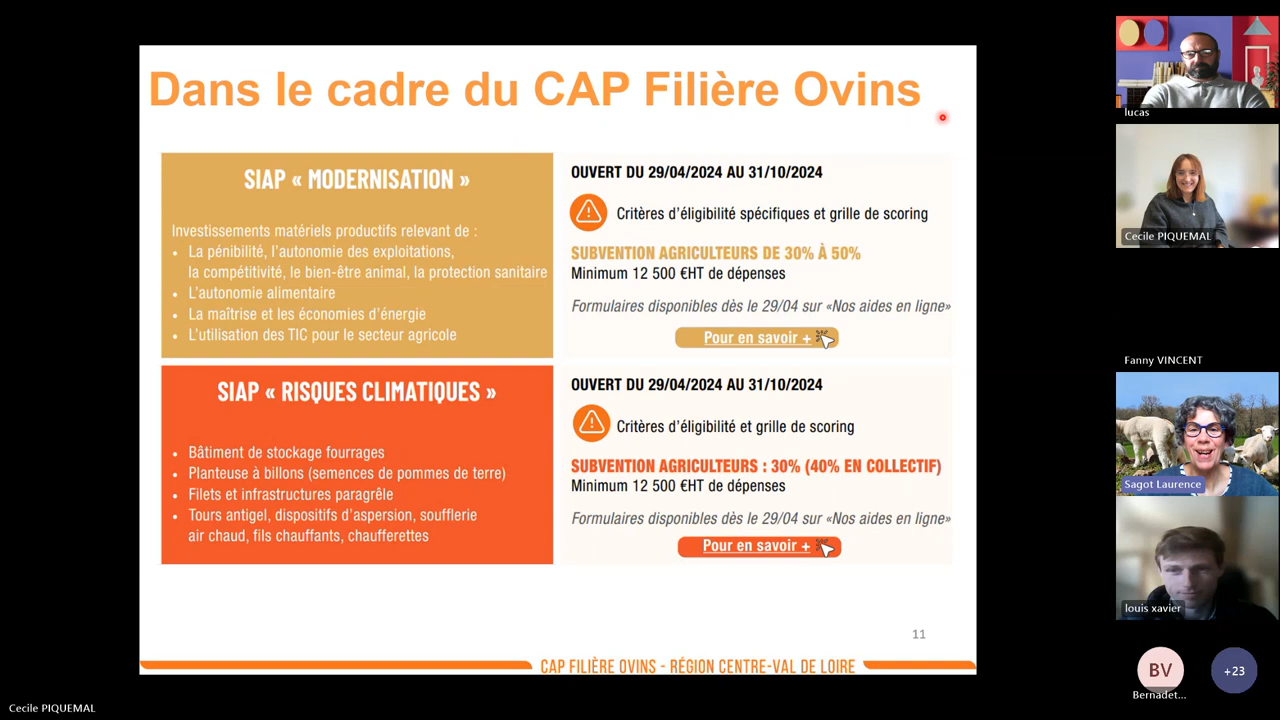 Dans le cadre du CAP Filière Ovins
SIAP « MODERNISATION »
Investissements matériels productifs relevant de :
• La pénibilité, l'autonomie des exploitations,
la compétitivité, le bien-être animal, la protection sanitaire
• L'autonomie alimentaire
• La maîtrise et les économies d'énergie
• L'utilisation des TIC pour le secteur agricole
OUVERT DU 29/04/2024 AU 31/10/2024
Critères d'éligibilité spécifiques et grille de scoring
SUBVENTION AGRICULTEURS DE 30% À 50%
Minimum 12 500 €HT de dépenses
Formulaires disponibles dès le 29/04 sur «Nos aides en ligne»
Pour en savoir +
SIAP « RISQUES CLIMATIQUES »
• Bâtiment de stockage fourrages
• Planteuse à billons (semences de pommes de terre)
• Filets et infrastructures paragrêle
• Tours antigel, dispositifs d'aspersion, soufflerie
air chaud, fils chauffants, chaufferettes
OUVERT DU 29/04/2024 AU 31/10/2024
Critères d'éligibilité et grille de scoring
SUBVENTION AGRICULTEURS : 30% (40% EN COLLECTIF)
Minimum 12 500 €HT de dépenses
Formulaires disponibles dès le 29/04 sur «Nos aides en ligne»
Pour en savoir +
11
CAP FILIÈRE OVINS - RÉGION CENTRE-VAL DE LOIRE
lucas
Cecile PIQUEMAL
Fanny VINCENT
Sagot Laurence
louis xavier
BV
Bernadet...
+23
Cecile PIQUEMAL